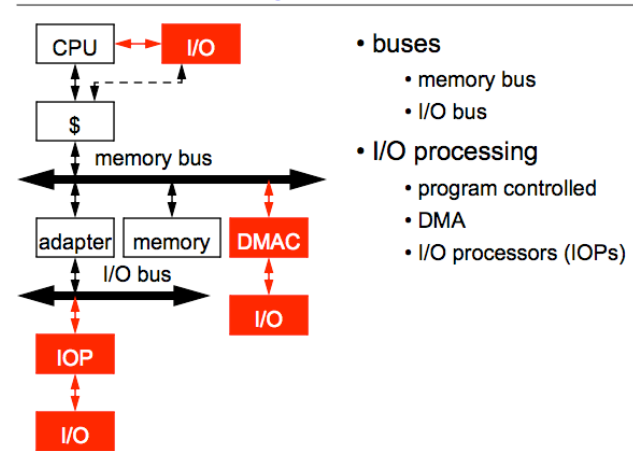 CPU
I/O
$
memory bus
adapter
memory
DMAC
I/O bus
I/O
IOP
I/O
• buses
• memory bus
• I/O bus
• I/O processing
• program controlled
• DMA
• I/O processors (IOPs)